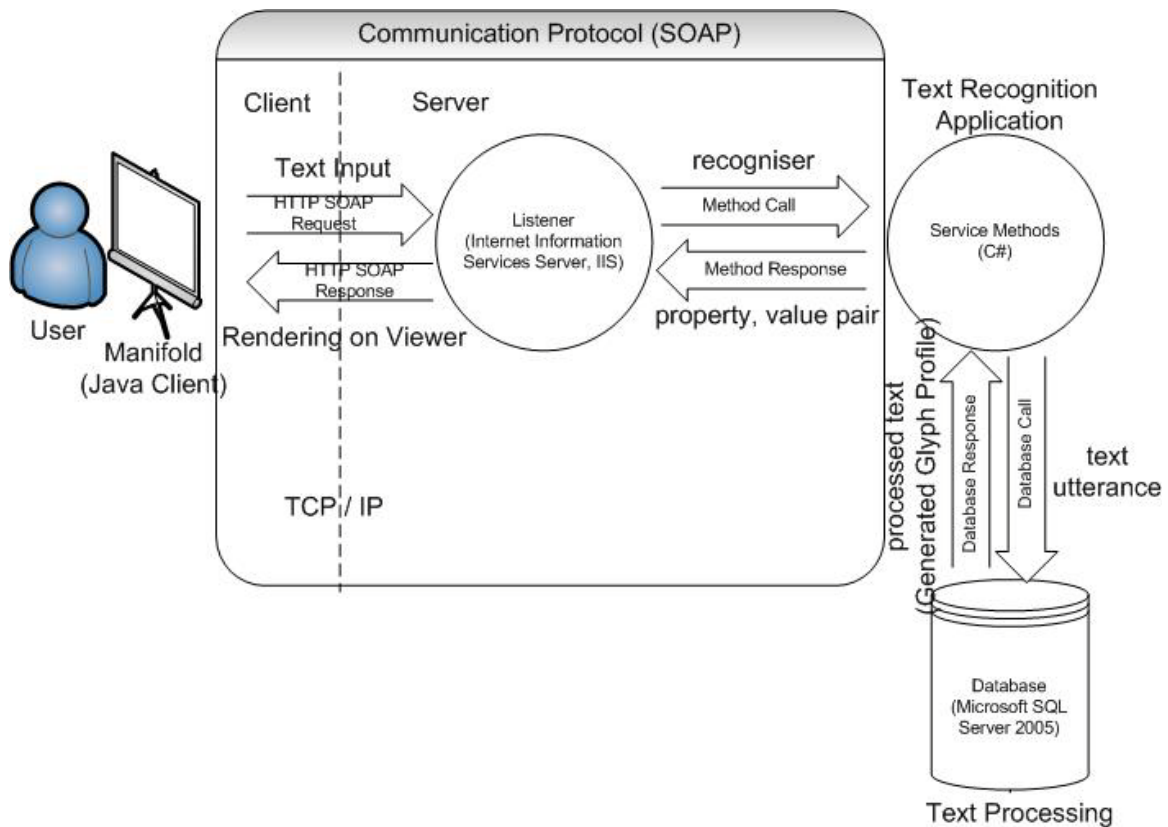 Communication Protocol (SOAP)
Client
Server
Text Input
HTTP SOAP
Request
HTTP SOAP
Response
Rendering on Viewer
TCP / IP
User
Manifold
(Java Client)
Listener
(Internet Information
Services Server, IIS)
recogniser
Method Call
Method Response
property, value pair
Text Recognition
Application
Service Methods
(C#)
processed text
(Generated Glyph Profile)
Database Response
Database Call
text
utterance
Database
(Microsoft SQL
Server 2005)
Text Processing